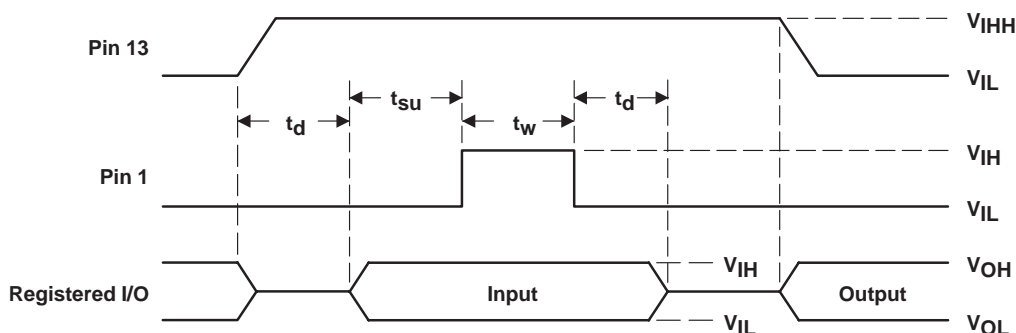 Pin 13
VIHH
VIL
tsu
td
td
tw
Pin 1
VIH
VIL
Registered I/O
Input
VIH
VIL
Output
VOH
VOL